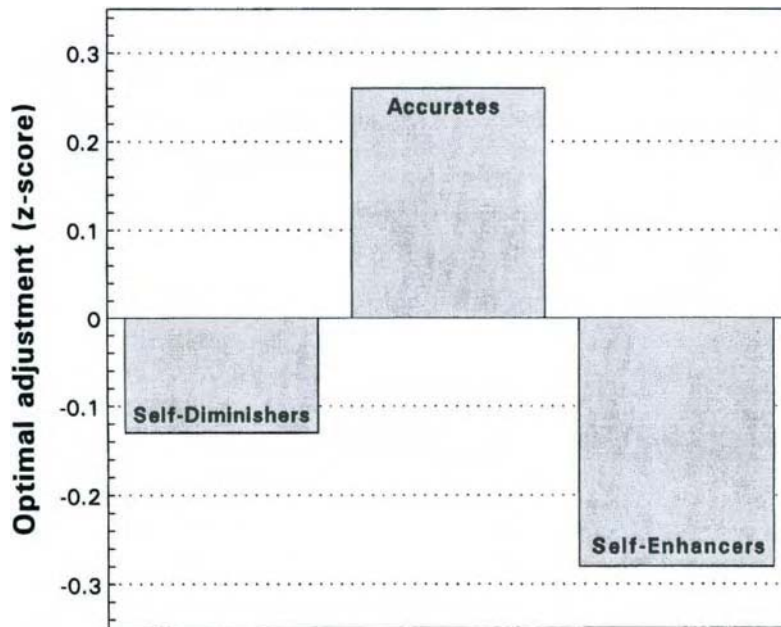 Optimal adjustment (z-score)
0.3
0.2
0.1
0
-0.1
-0.2
-0.3
Accurates
Self-Diminishers
Self-Enhancers